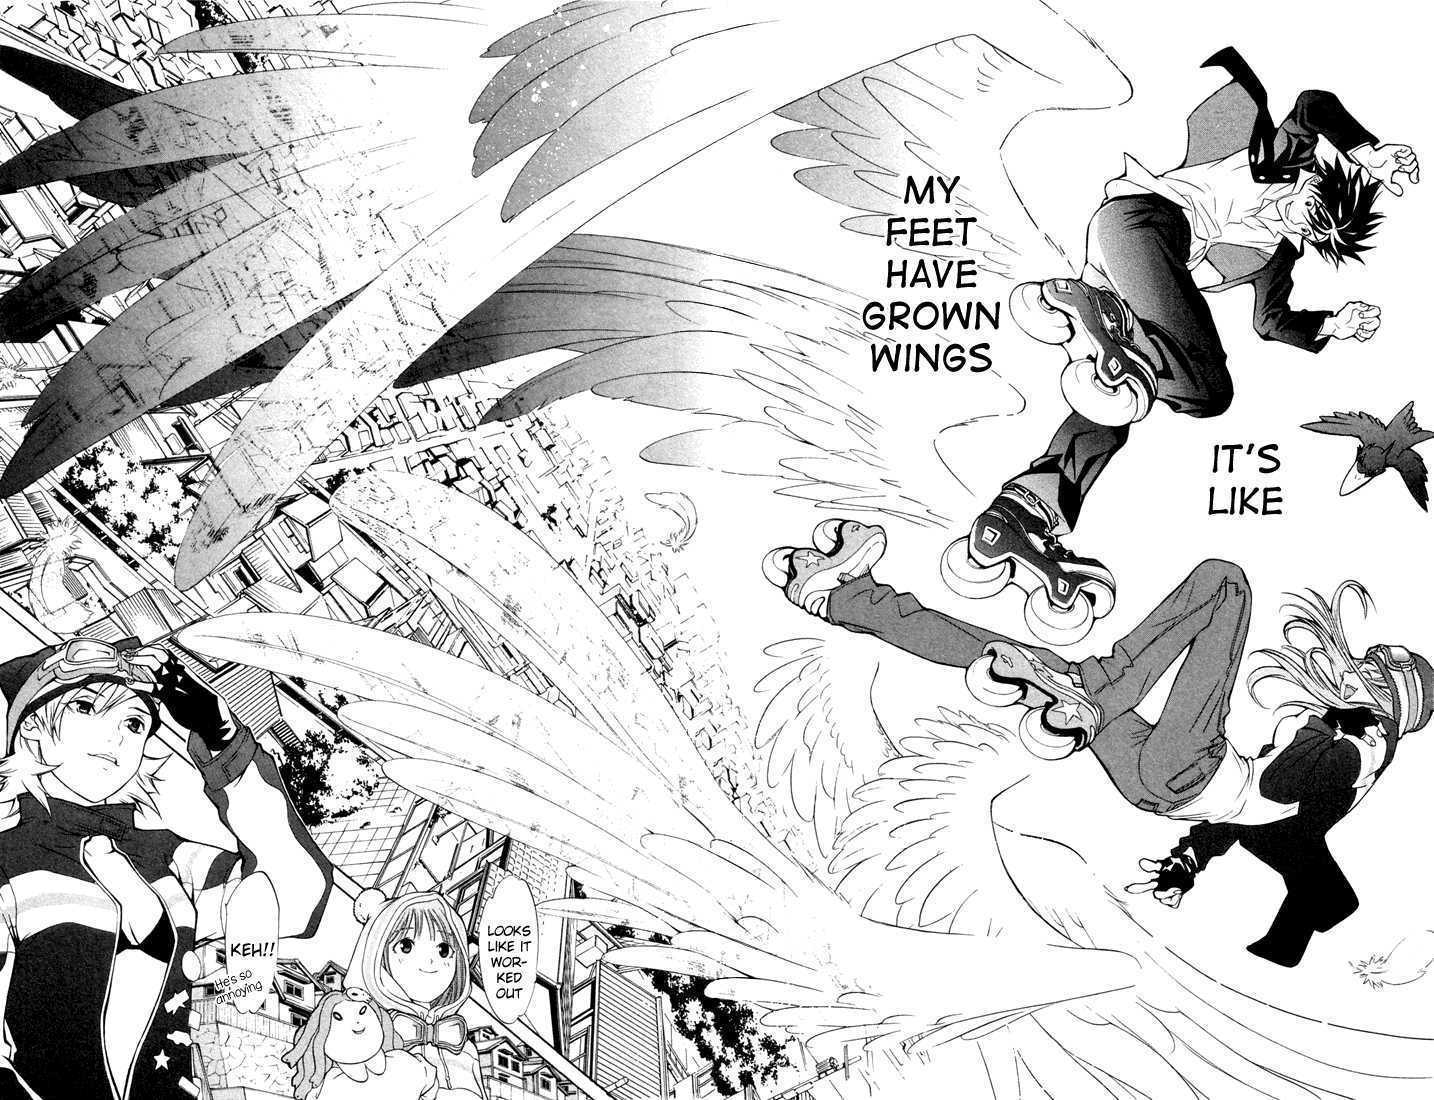 IT'S
LIKE
MY
FEET
HAVE
GROWN
WINGS
LOOKS
LIKE IT
WOR-
KED
OUT
KEH!!
He's so
annoying